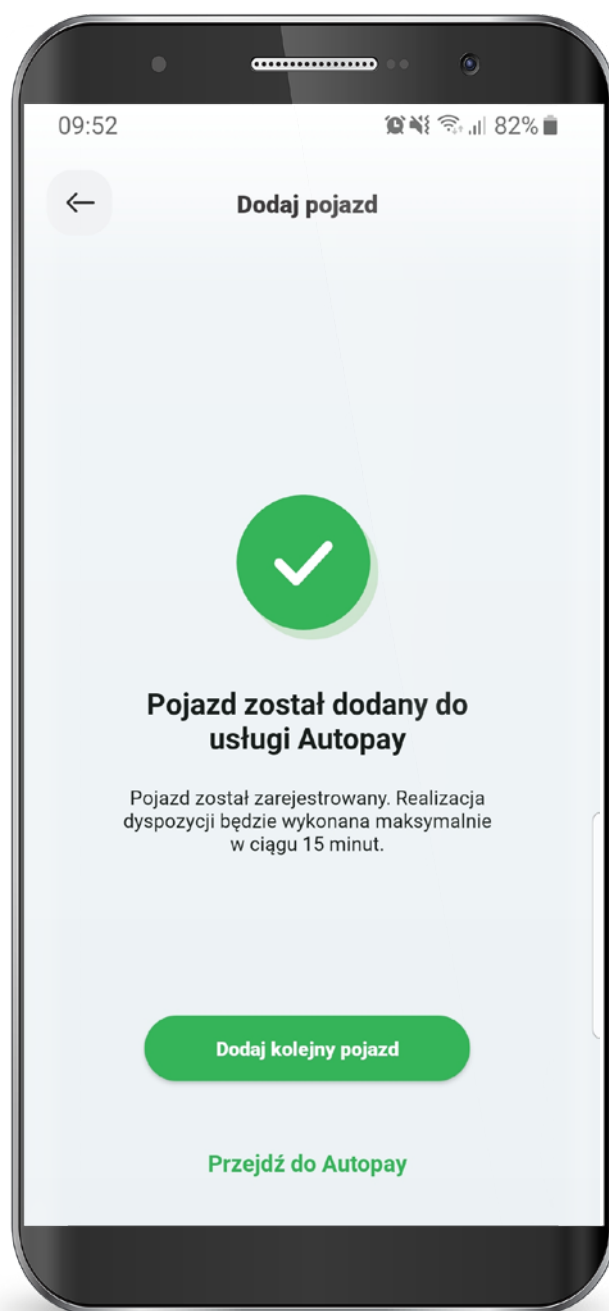 09:52 82%
Dodaj pojazd
Pojazd został dodany do
usługi Autopay
Pojazd został zarejestrowany. Realizacja
dyspozycji będzie wykonana maksymalnie
w ciągu 15 minut.
Dodaj kolejny pojazd
Przejdź do Autopay